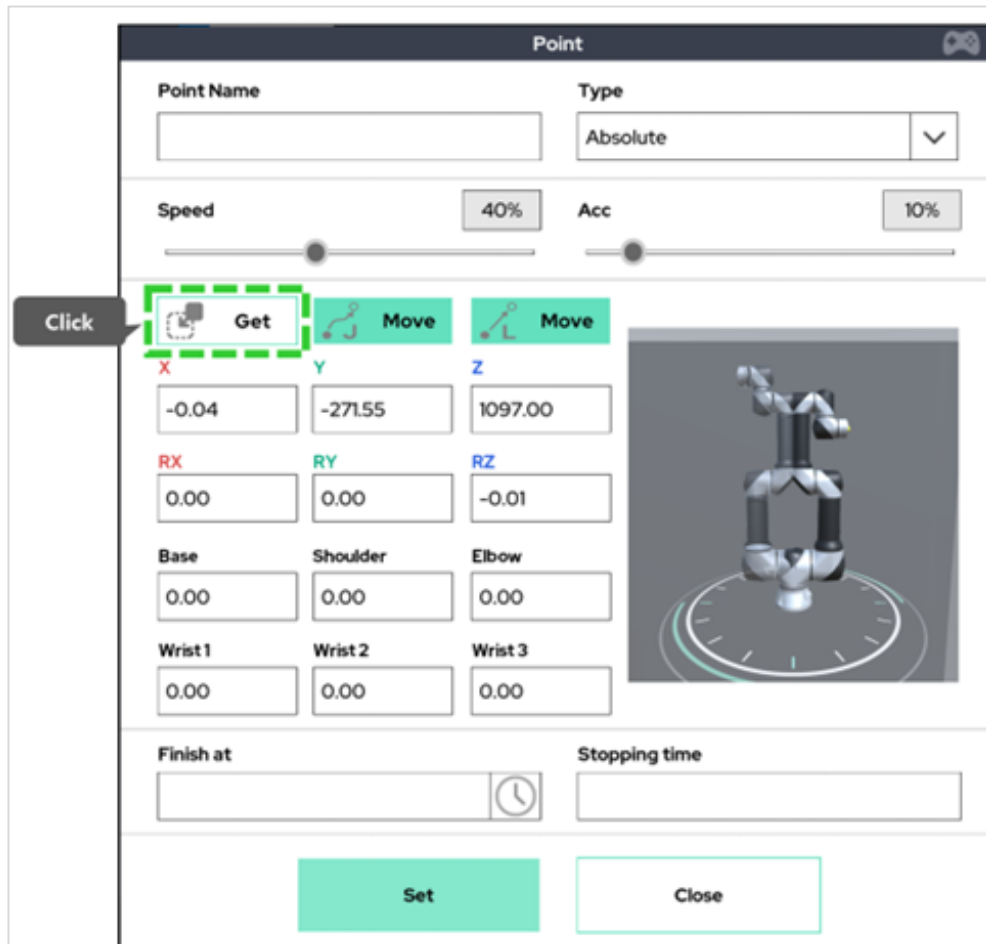 Point
Point Name Type
Absolute
Speed 40% Acc 10%
Click Get J Move L Move
X Y Z
-0.04 -271.55 1097.00
RX RY RZ
0.00 0.00 -0.01
Base Shoulder Elbow
0.00 0.00 0.00
Wrist 1 Wrist 2 Wrist 3
0.00 0.00 0.00
Finish at Stopping time
Set Close